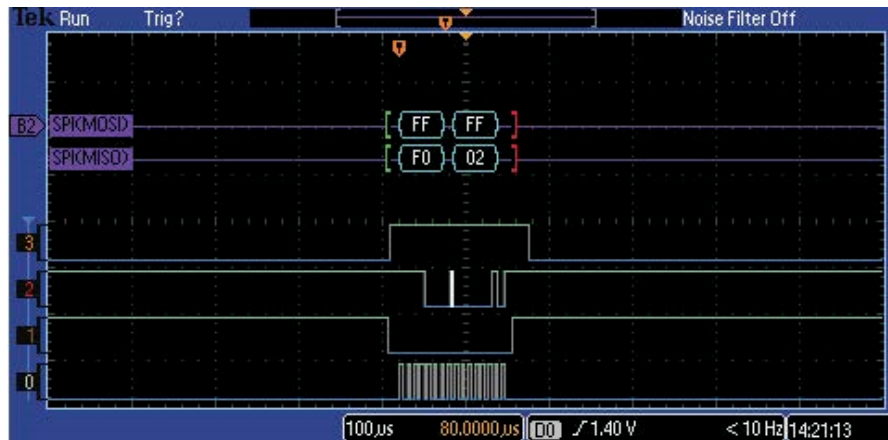 Tek Run Trig? Noise Filter Off
B2 SPI(MOSI) FF FF
SPI(MISO) F0 02
3
2
1
0
100µs 80.0000µs D0 1.40 V < 10 Hz 14:21:13